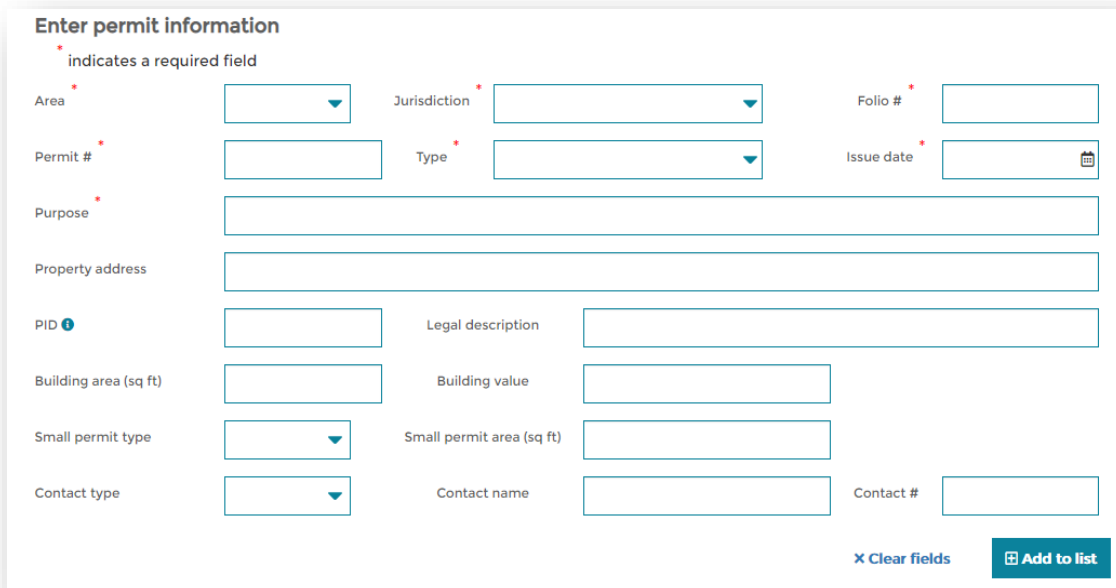 Enter permit information
* indicates a required field
Area * Jurisdiction * Folio # *
Permit # * Type * Issue date *
Purpose *
Property address
PID Legal description
Building area (sq ft) Building value
Small permit type Small permit area (sq ft)
Contact type Contact name Contact #
Clear fields Add to list